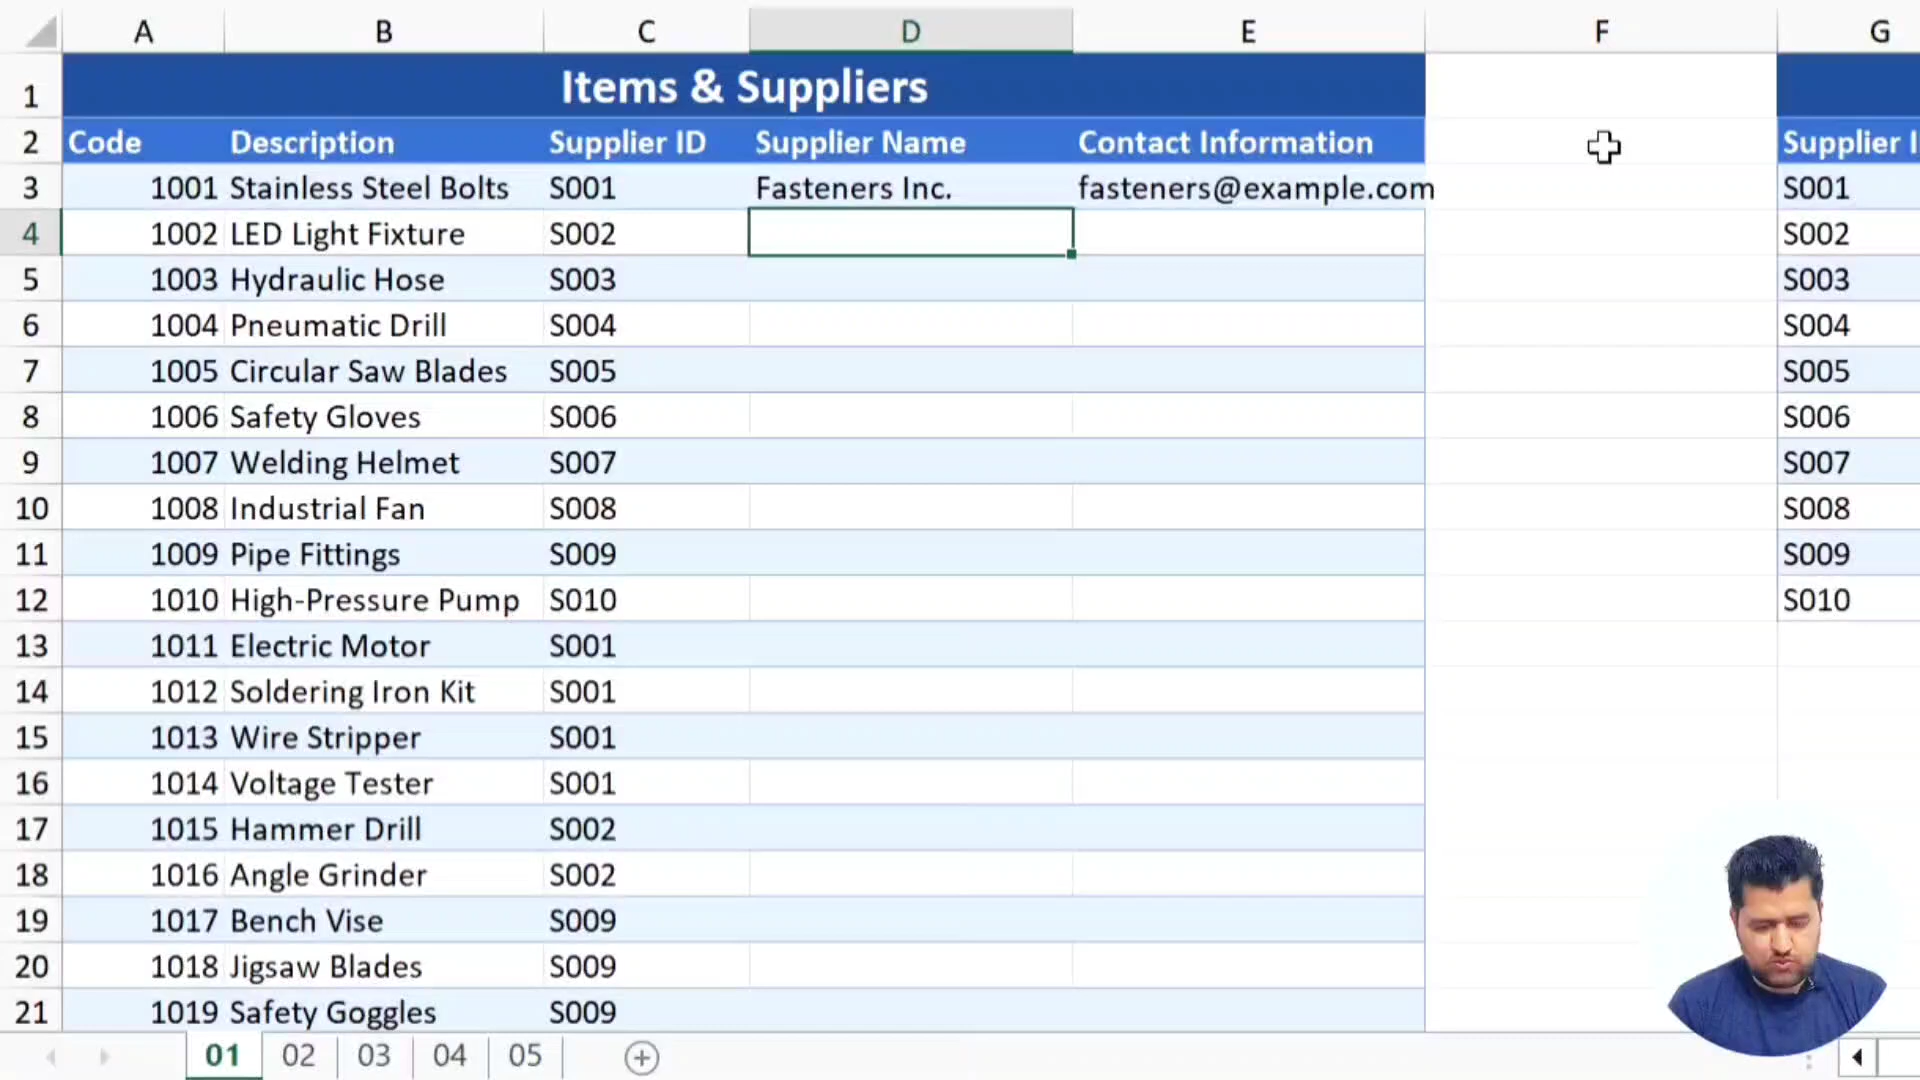 A B C D E F G
1 Items & Suppliers
2 Code Description Supplier ID Supplier Name Contact Information Supplier I
3 1001 Stainless Steel Bolts S001 Fasteners Inc. fasteners@example.com S001
4 1002 LED Light Fixture S002 S002
5 1003 Hydraulic Hose S003 S003
6 1004 Pneumatic Drill S004 S004
7 1005 Circular Saw Blades S005 S005
8 1006 Safety Gloves S006 S006
9 1007 Welding Helmet S007 S007
10 1008 Industrial Fan S008 S008
11 1009 Pipe Fittings S009 S009
12 1010 High-Pressure Pump S010 S010
13 1011 Electric Motor S001
14 1012 Soldering Iron Kit S001
15 1013 Wire Stripper S001
16 1014 Voltage Tester S001
17 1015 Hammer Drill S002
18 1016 Angle Grinder S002
19 1017 Bench Vise S009
20 1018 Jigsaw Blades S009
21 1019 Safety Goggles S009
01 02 03 04 05